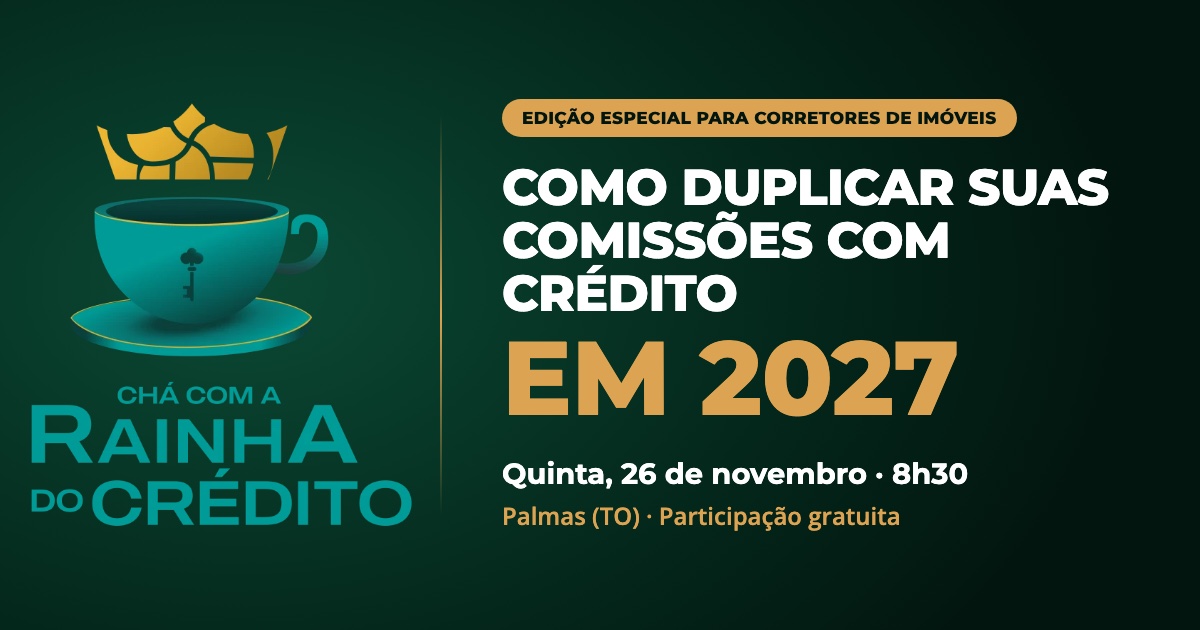 CHÁ COM A
RAINHA
DO CRÉDITO
EDIÇÃO ESPECIAL PARA CORRETORES DE IMÓVEIS
COMO DUPLICAR SUAS
COMISSÕES COM
CRÉDITO
EM 2027
Quinta, 26 de novembro · 8h30
Palmas (TO) · Participação gratuita